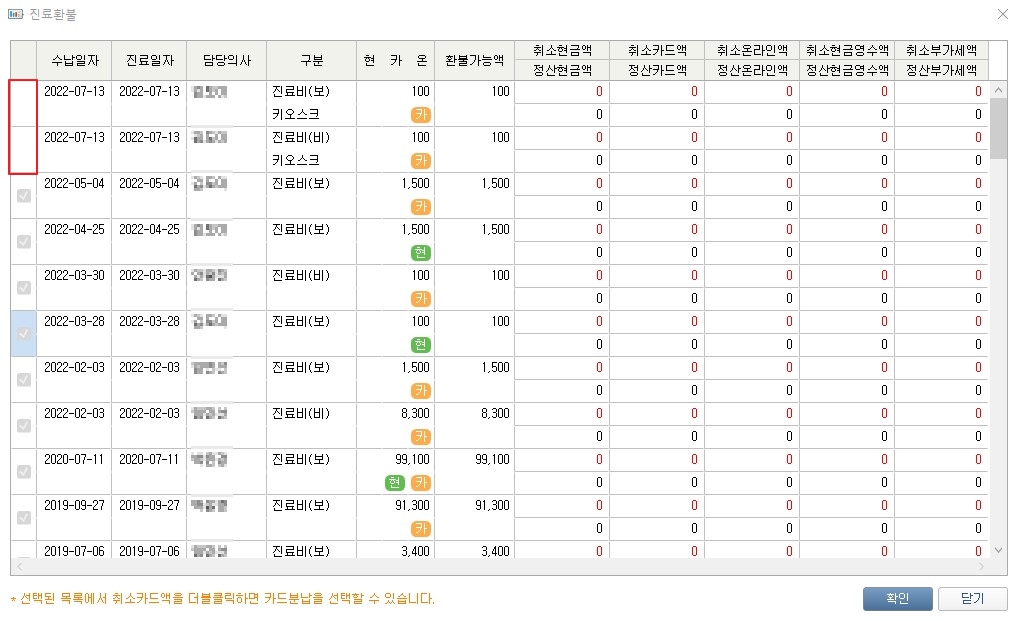 진료환불
수납일자 진료일자 담당의사 구분 현 카 온 환불가능액 취소현금액 취소카드액 취소온라인액 취소현금영수액 취소부가세액
정산현금액 정산카드액 정산온라인액 정산현금영수액 정산부가세액
2022-07-13 2022-07-13 진료비(보) 100 100 0 0 0 0 0
키오스크 카 0 0 0 0 0
2022-07-13 2022-07-13 진료비(비) 100 100 0 0 0 0 0
키오스크 카 0 0 0 0 0
2022-05-04 2022-05-04 진료비(보) 1,500 1,500 0 0 0 0 0
카 0 0 0 0 0
2022-04-25 2022-04-25 진료비(보) 1,500 1,500 0 0 0 0 0
현 0 0 0 0 0
2022-03-30 2022-03-30 진료비(비) 100 100 0 0 0 0 0
카 0 0 0 0 0
2022-03-28 2022-03-28 진료비(보) 100 100 0 0 0 0 0
현 0 0 0 0 0
2022-02-03 2022-02-03 진료비(보) 1,500 1,500 0 0 0 0 0
카 0 0 0 0 0
2022-02-03 2022-02-03 진료비(비) 8,300 8,300 0 0 0 0 0
카 0 0 0 0 0
2020-07-11 2020-07-11 진료비(보) 99,100 99,100 0 0 0 0 0
현 카 0 0 0 0 0
2019-09-27 2019-09-27 진료비(보) 91,300 91,300 0 0 0 0 0
카 0 0 0 0 0
2019-07-06 2019-07-06 진료비(보) 3,400 3,400 0 0 0 0 0
* 선택된 목록에서 취소카드액을 더블클릭하면 카드분납을 선택할 수 있습니다.
확인 닫기